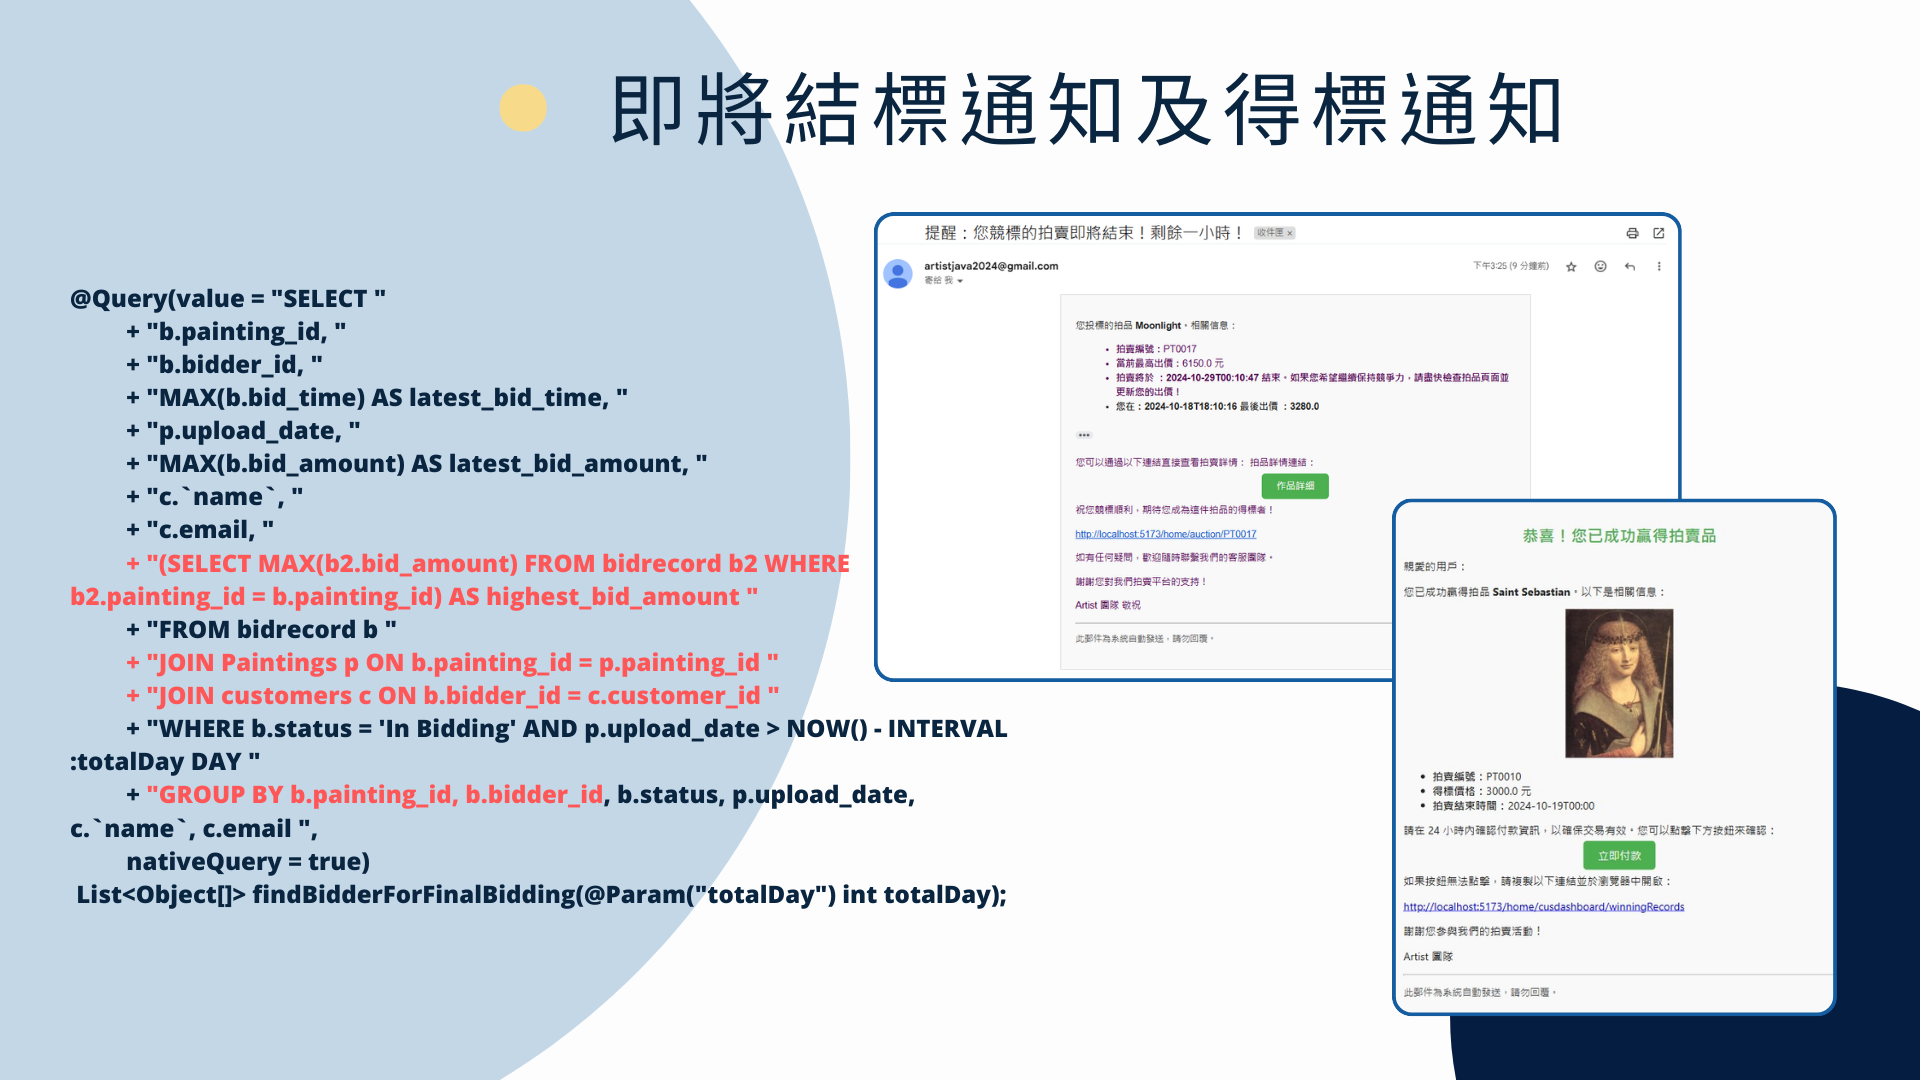 即將結標通知及得標通知
@Query(value = "SELECT "
+ "b.painting_id, "
+ "b.bidder_id, "
+ "MAX(b.bid_time) AS latest_bid_time, "
+ "p.upload_date, "
+ "MAX(b.bid_amount) AS latest_bid_amount, "
+ "c.`name`, "
+ "c.email, "
+ "(SELECT MAX(b2.bid_amount) FROM bidrecord b2 WHERE
b2.painting_id = b.painting_id) AS highest_bid_amount "
+ "FROM bidrecord b "
+ "JOIN Paintings p ON b.painting_id = p.painting_id "
+ "JOIN customers c ON b.bidder_id = c.customer_id "
+ "WHERE b.status = 'In Bidding' AND p.upload_date > NOW() - INTERVAL
:totalDay DAY "
+ "GROUP BY b.painting_id, b.bidder_id, b.status, p.upload_date,
c.`name`, c.email ",
nativeQuery = true)
List<Object[]> findBidderForFinalBidding(@Param("totalDay") int totalDay);
提醒：您競標的拍賣即將結束！剩餘一小時！ 收件匣 x
artistjava2024@gmail.com
下午3:25 (9 分鐘前)
寄給 我
您投標的拍品 Moonlight，相關信息：
• 拍賣編號：PT0017
• 當前最高出價：6150.0 元
• 拍賣將於 ：2024-10-29T00:10:47 結束。如果您希望繼續保持競爭力，請盡快檢查拍品頁面並
更新您的出價！
• 您在：2024-10-18T18:10:16 最後出價 ：3280.0
您可以通過以下連結直接查看拍賣詳情： 拍品詳情連結：
作品詳細
祝您競標順利，期待您成為這件拍品的得標者！
http://localhost:5173/home/auction/PT0017
如有任何疑問，歡迎隨時聯繫我們的客服團隊。
謝謝您對我們拍賣平台的支持！
Artist 團隊 敬祝
此郵件為系統自動發送，請勿回覆。
恭喜！您已成功贏得拍賣品
親愛的用戶：
您已成功贏得拍品 Saint Sebastian，以下是相關信息：
• 拍賣編號：PT0010
• 得標價格：3000.0 元
• 拍賣結束時間：2024-10-19T00:00
請在 24 小時內確認付款資訊，以確保交易有效。您可以點擊下方按鈕來確認：
立即付款
如果按鈕無法點擊，請複製以下連結並於瀏覽器中開啟：
http://localhost:5173/home/cusdashboard/winningRecords
謝謝您參與我們的拍賣活動！
Artist 團隊
此郵件為系統自動發送，請勿回覆。